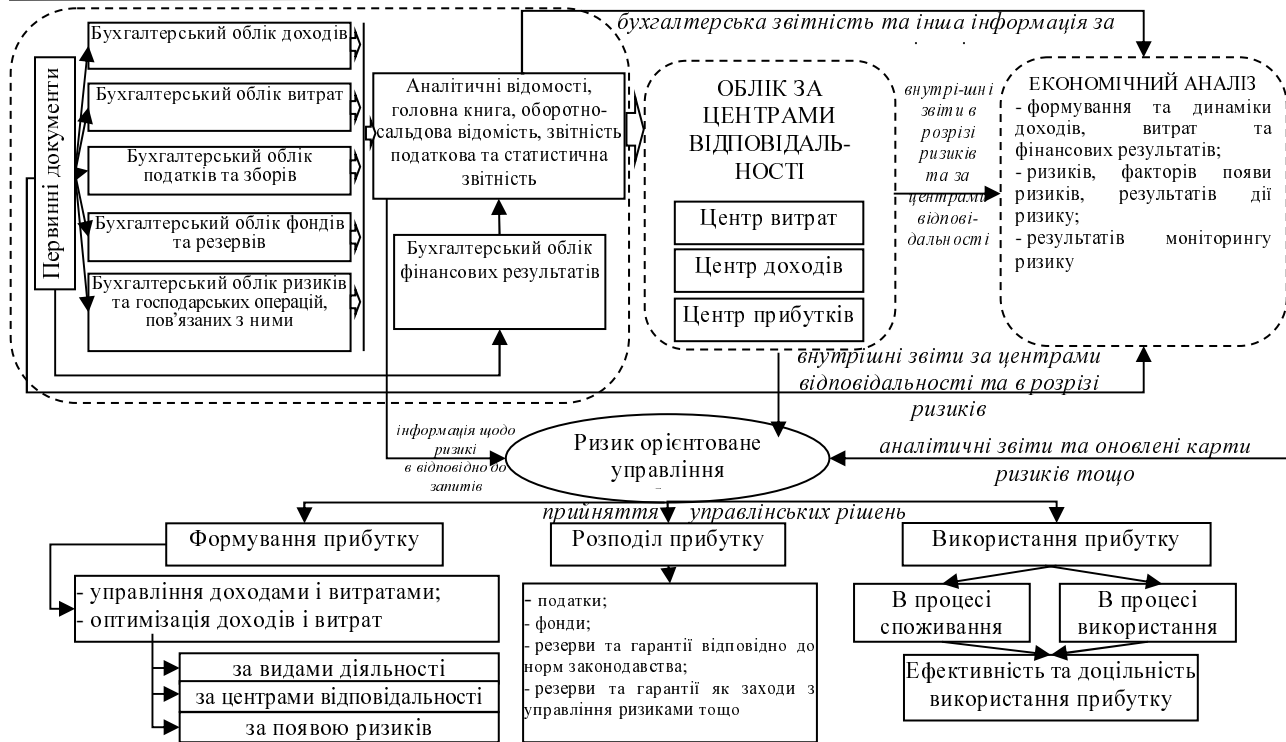 бухгалтерська звітність та інша інформація за
Первинні документи
Бухгалтерський облік доходів
Бухгалтерський облік витрат
Бухгалтерський облік
податків та зборів
Бухгалтерський облік фондів
та резервів
Бухгалтерський облік ризиків
та господарських операцій,
пов’язаних з ними
Аналітичні відомості,
головна книга, оборотно-
сальдова відомість, звітність
податкова та статистична
звітність
Бухгалтерський облік
фінансових результатів
ОБЛІК ЗА
ЦЕНТРАМИ
ВІДПОВІДАЛЬ-
НОСТІ
Центр витрат
Центр доходів
Центр прибутків
внутрі-шні
звіти в
розрізі
ризиків
та за
центрами
відпові-
дальності
ЕКОНОМІЧНИЙ АНАЛІЗ
- формування та динаміки
доходів, витрат та
фінансових результатів;
- ризиків, факторів появи
ризиків, результатів дії
ризику;
- результатів моніторингу
ризику
внутрішні звіти за центрами
відповідальності та в розрізі
ризиків
інформація щодо
ризикі
в відповідно до
запитів
Ризик орієнтоване
управління
аналітичні звіти та оновлені карти
ризиків тощо
прийняття управлінських рішень
Формування прибутку
Розподіл прибутку
Використання прибутку
- управління доходами і витратами;
- оптимізація доходів і витрат
за видами діяльності
за центрами відповідальності
за появою ризиків
- податки;
- фонди;
- резерви та гарантії відповідно до
норм законодавства;
- резерви та гарантії як заходи з
управління ризиками тощо
В процесі
споживання
В процесі
використання
Ефективність та доцільність
використання прибутку